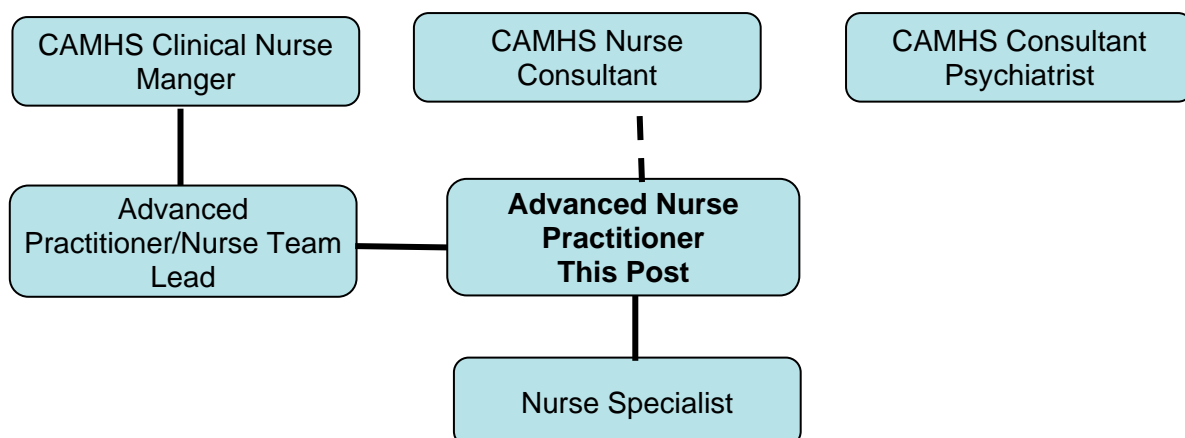 CAMHS Clinical Nurse
Manger
CAMHS Nurse
Consultant
CAMHS Consultant
Psychiatrist
Advanced
Practitioner/Nurse Team
Lead
Advanced Nurse
Practitioner
This Post
Nurse Specialist